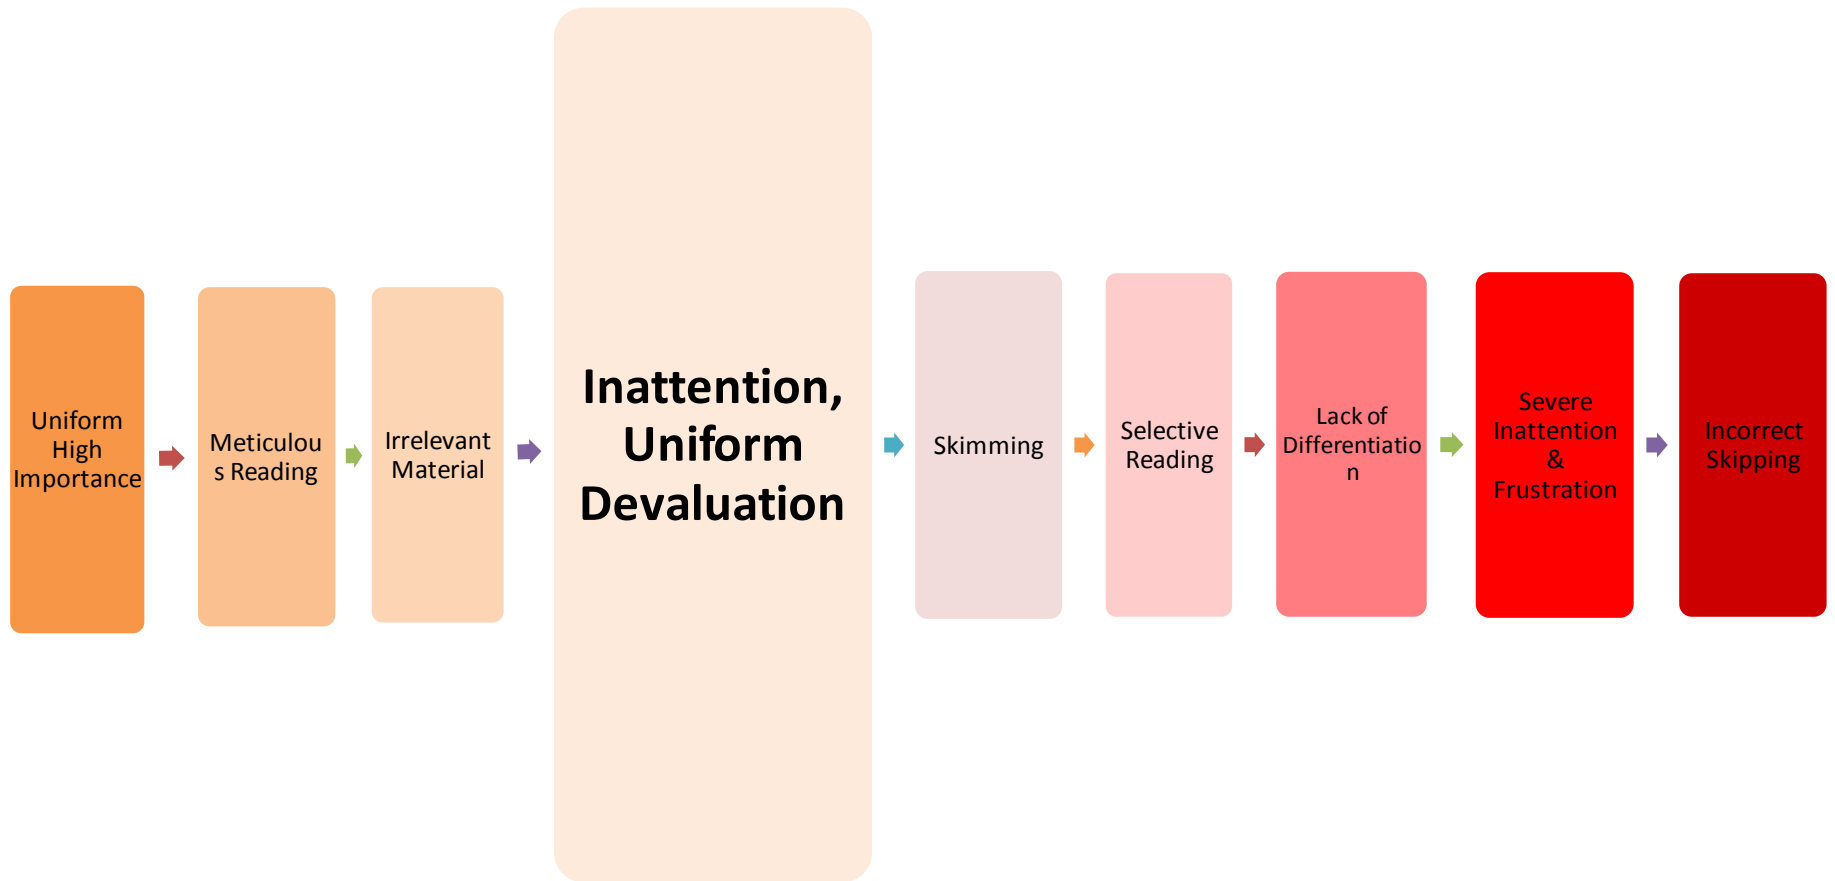 Uniform
High
Importance
Meticulou
s Reading
Irrelevant
Material
Inattention,
Uniform
Devaluation
Skimming
Selective
Reading
Lack of
Differentiatio
n
Severe
Inattention
&
Frustration
Incorrect
Skipping